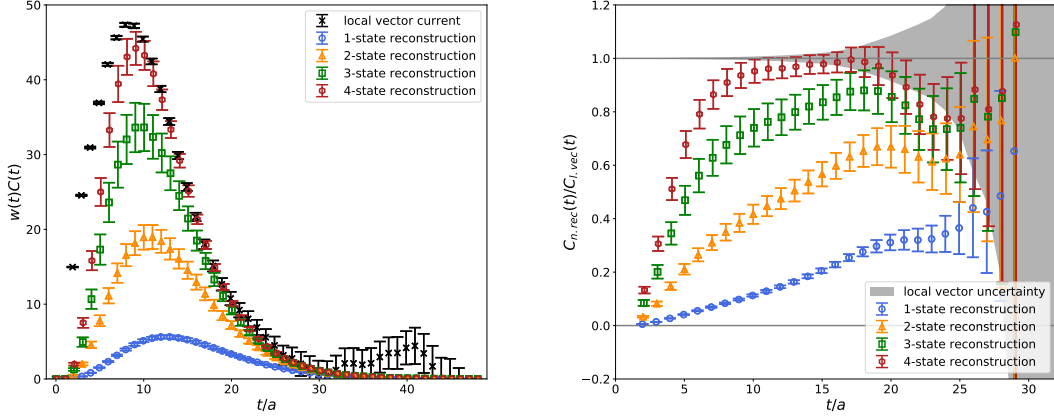 50
40
30
20
10
0
w(t)C(t)
0
10
20
30
40
t/a
local vector current
1-state reconstruction
2-state reconstruction
3-state reconstruction
4-state reconstruction
1.2
1.0
0.8
0.6
0.4
0.2
0.0
−0.2
C_{n. rec}(t)/C_{l. vec}(t)
0
5
10
15
20
25
30
t/a
local vector uncertainty
1-state reconstruction
2-state reconstruction
3-state reconstruction
4-state reconstruction